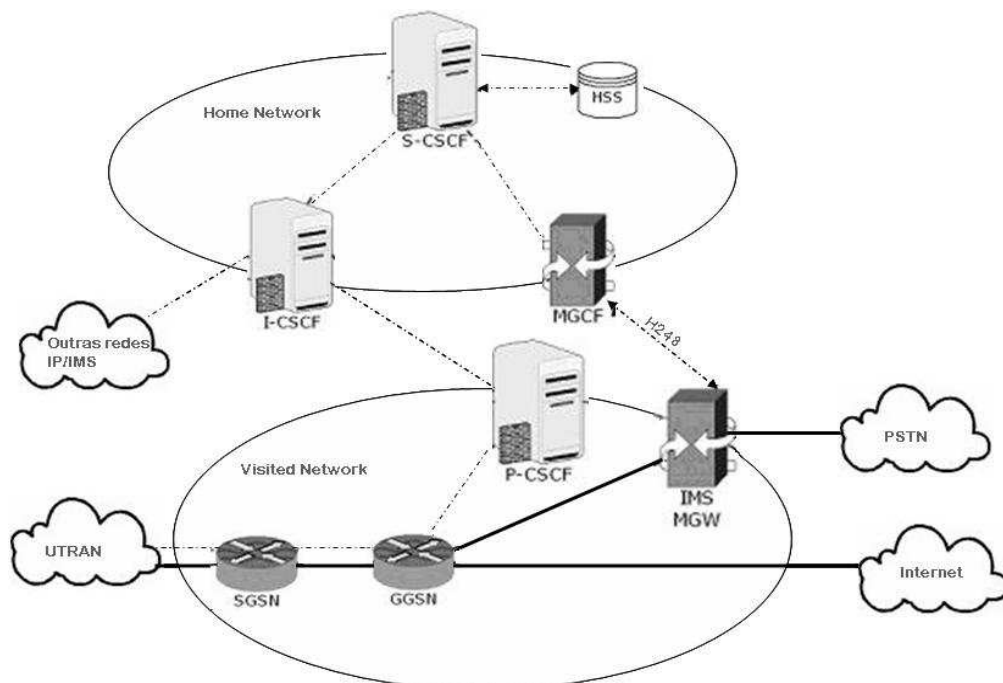 HSS
Home Network
S-CSCF
I-CSCF
MGCF
H248
Outras redes
IP/IMS
PSTN
Visited Network
P-CSCF
IMS
MGW
UTRAN
SGSN
GGSN
Internet